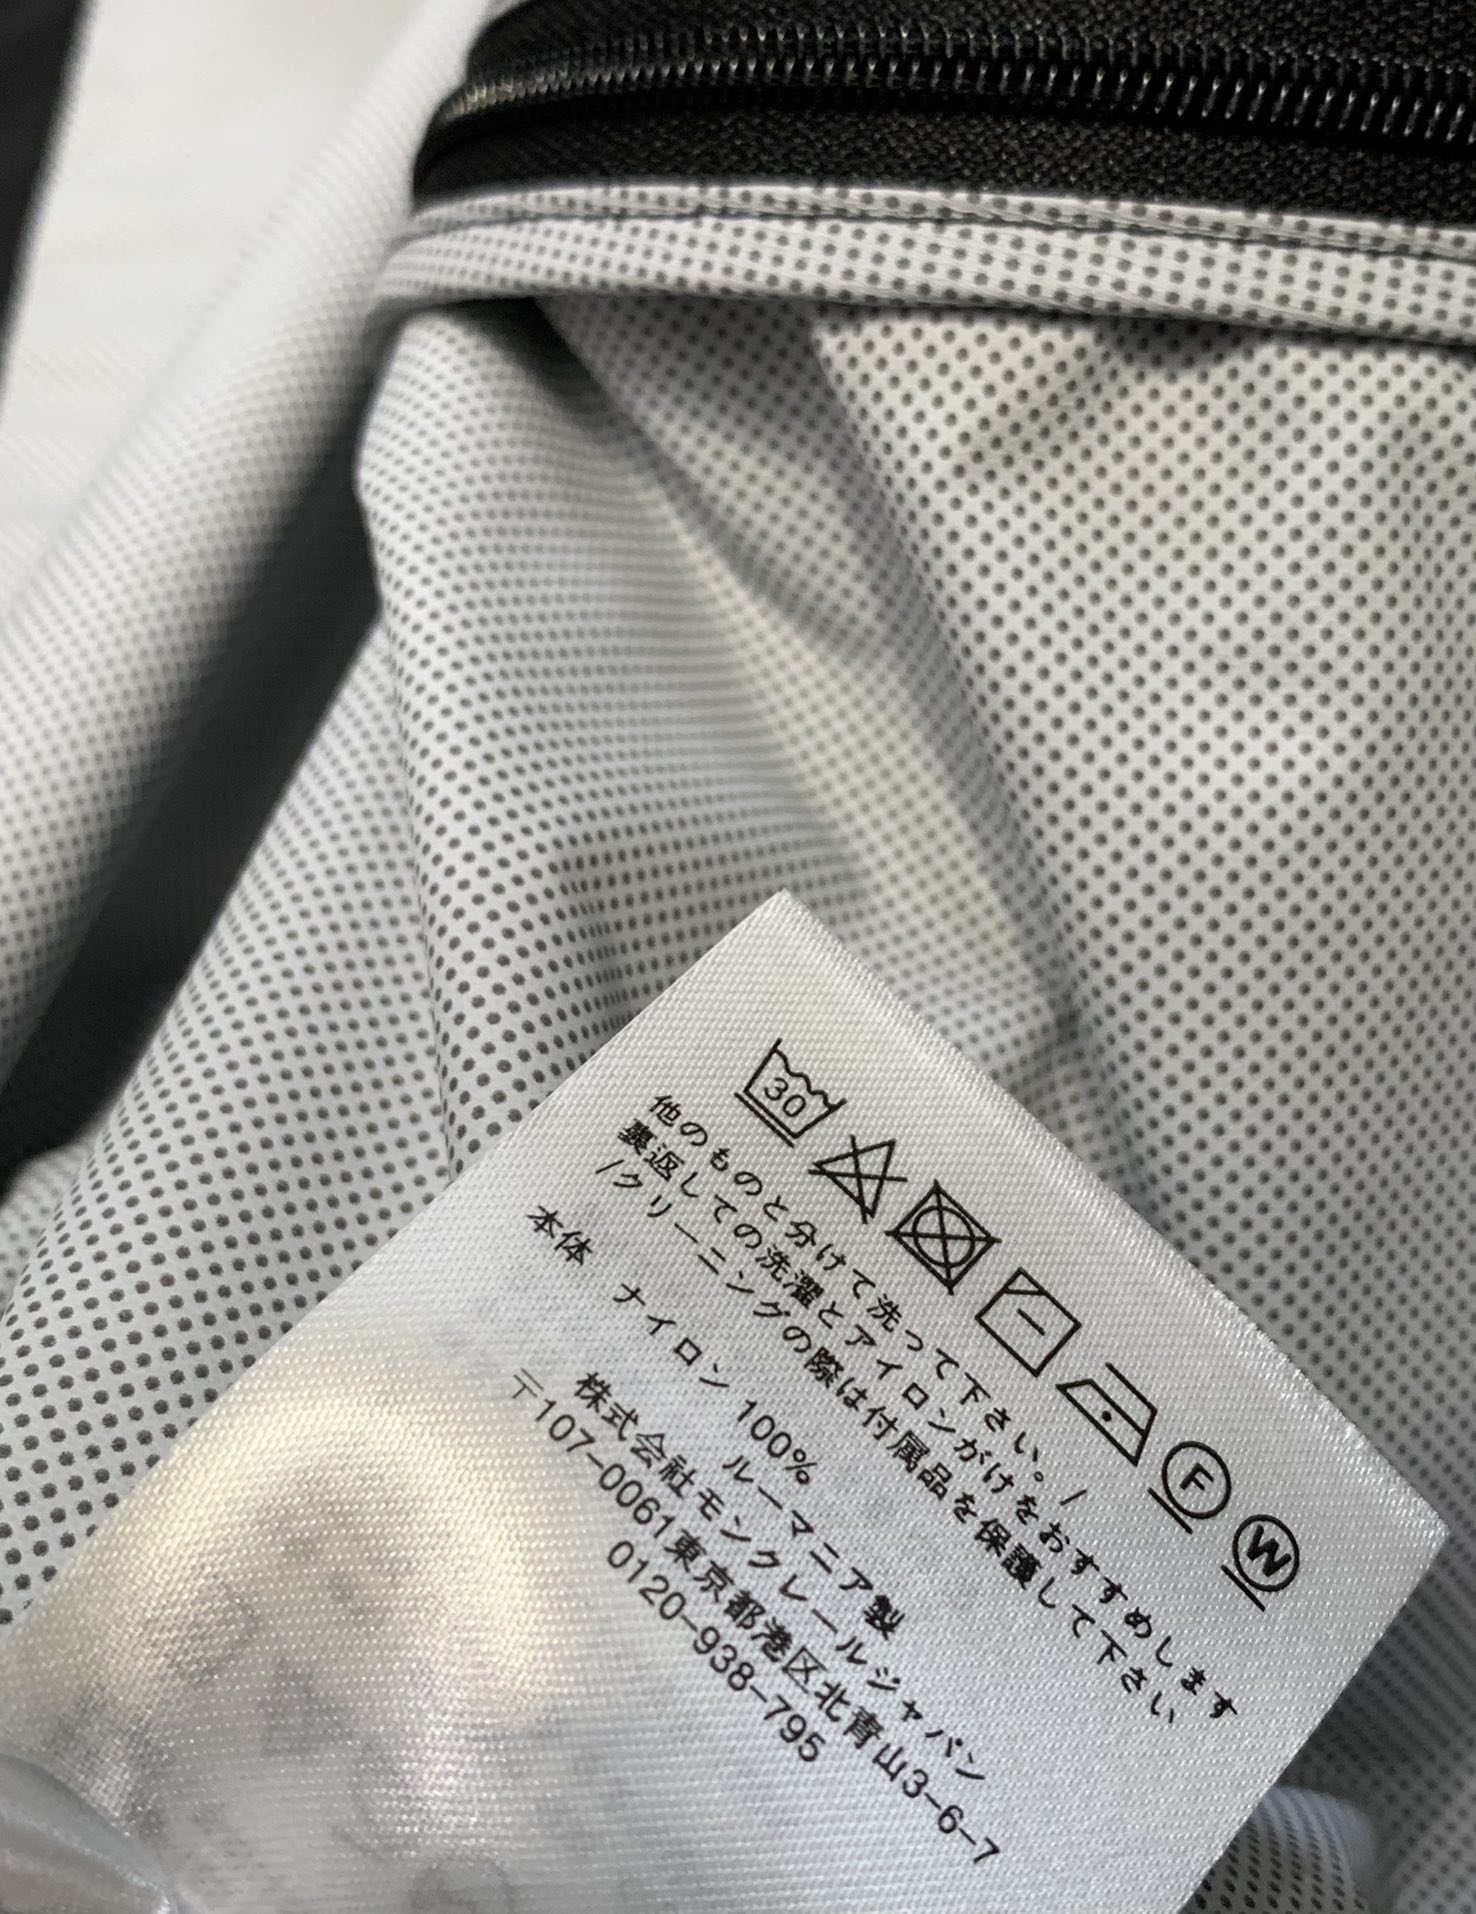 30
F W
他のものと分けて洗って下さい。/
裏返しての洗濯とアイロンがけをおすすめします
/クリーニングの際は付属品を保護して下さい
本体 ナイロン 100%
ルーマニア製
株式会社モンクレールジャパン
〒107-0061東京都港区北青山3-6-7
0120-938-795